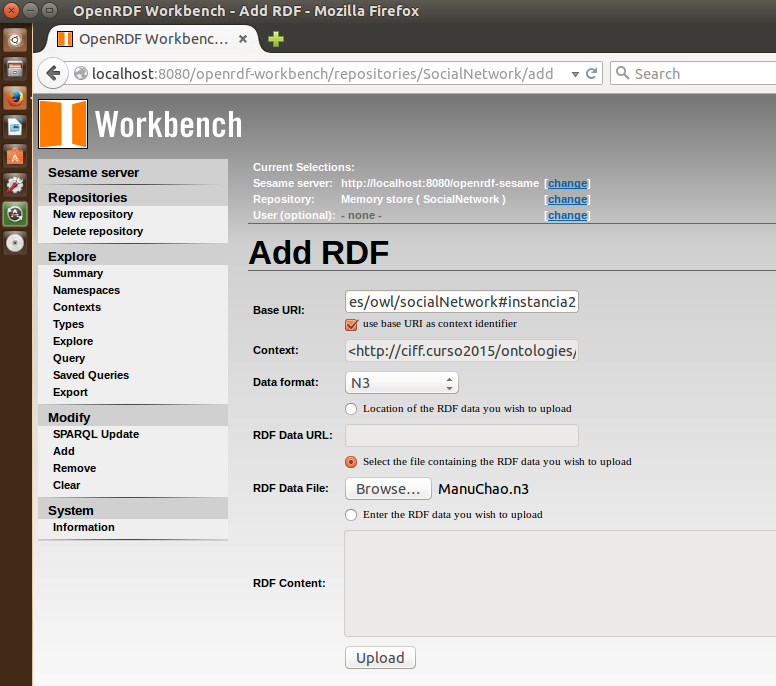 OpenRDF Workbench - Add RDF - Mozilla Firefox
OpenRDF Workbenc...
localhost:8080/openrdf-workbench/repositories/SocialNetwork/add
Search
Workbench
Sesame server
Repositories
New repository
Delete repository
Explore
Summary
Namespaces
Contexts
Types
Explore
Query
Saved Queries
Export
Modify
SPARQL Update
Add
Remove
Clear
System
Information
Current Selections:
Sesame server: http://localhost:8080/openrdf-sesame [change]
Repository: Memory store ( SocialNetwork ) [change]
User (optional): - none - [change]
Add RDF
Base URI: es/owl/socialNetwork#instancia2
use base URI as context identifier
Context: <http://ciff.curso2015/ontologies/
Data format: N3
Location of the RDF data you wish to upload
RDF Data URL:
Select the file containing the RDF data you wish to upload
RDF Data File: Browse... ManuChao.n3
Enter the RDF data you wish to upload
RDF Content:
Upload